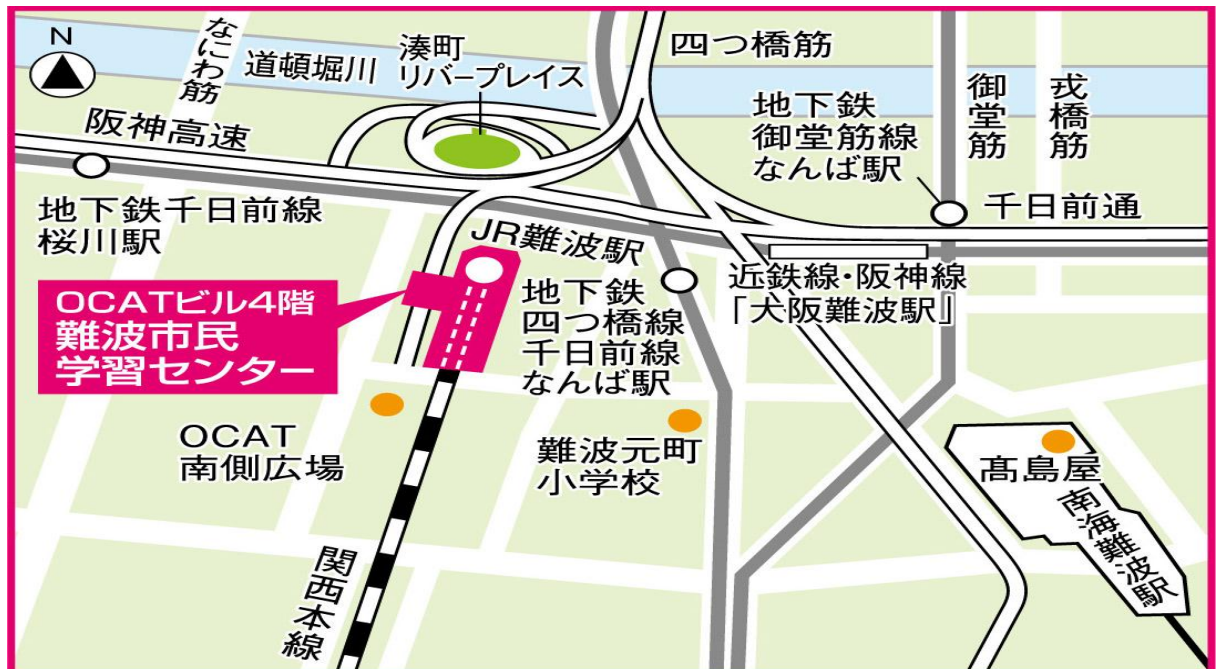 N
なにわ筋
道頓堀川
湊町
リバープレイス
四つ橋筋
阪神高速
地下鉄
御堂筋線
なんば駅
御堂筋
戎橋筋
地下鉄千日前線
桜川駅
千日前通
JR難波駅
近鉄線・阪神線
「大阪難波駅」
OCATビル4階
難波市民
学習センター
地下鉄
四つ橋線
千日前線
なんば駅
OCAT
南側広場
難波元町
小学校
髙島屋
南海難波駅
関西本線